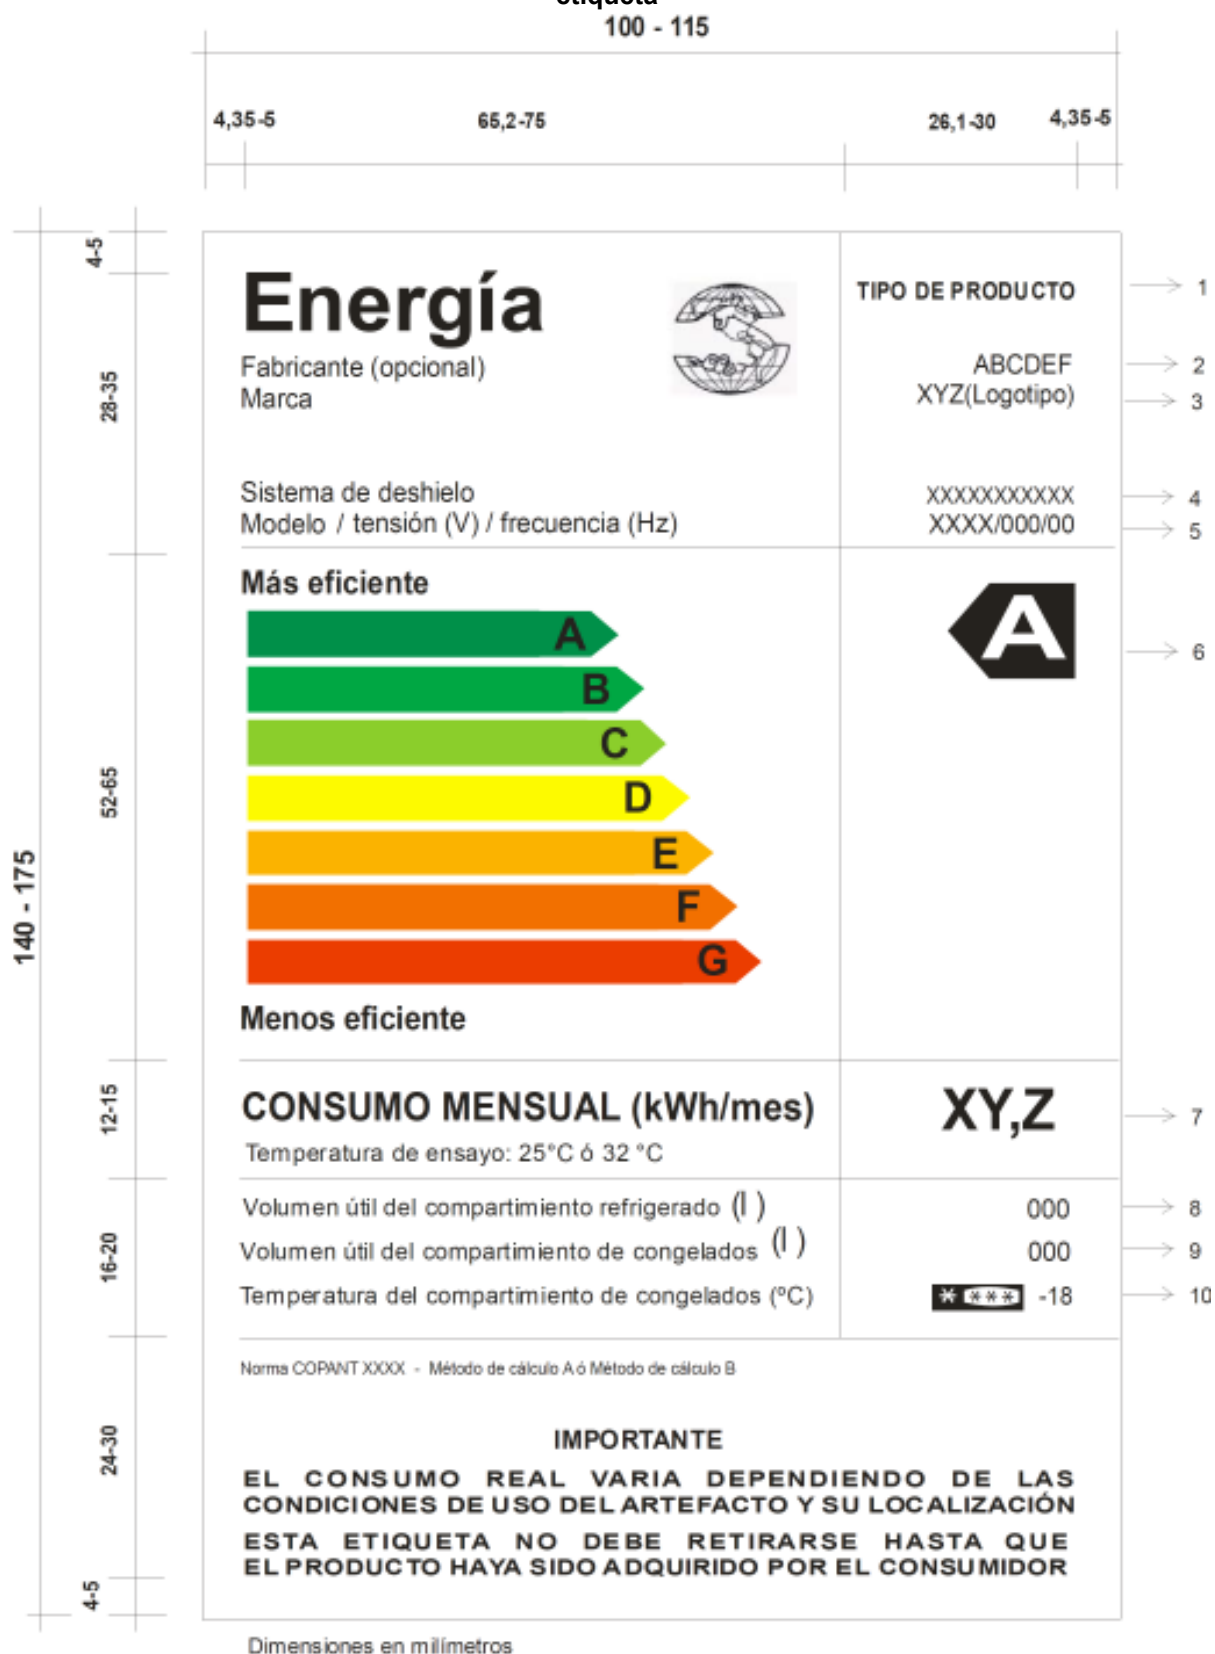 etiqueta
100 - 115
4,35-5 65,2-75 26,1-30 4,35-5
4-5
Energía TIPO DE PRODUCTO 1
Fabricante (opcional) ABCDEF 2
Marca XYZ(Logotipo) 3
28-35
Sistema de deshielo XXXXXXXXXXX 4
Modelo / tensión (V) / frecuencia (Hz) XXXX/000/00 5
Más eficiente
A A 6
B
C
D
52-65
E
F
140 - 175
G
Menos eficiente
12-15
CONSUMO MENSUAL (kWh/mes) XY,Z 7
Temperatura de ensayo: 25°C ó 32 °C
Volumen útil del compartimiento refrigerado (l ) 000 8
16-20
Volumen útil del compartimiento de congelados (l ) 000 9
Temperatura del compartimiento de congelados (ºC) * *** -18 10
Norma COPANT XXXX - Método de cálculo A ó Método de cálculo B
24-30
IMPORTANTE
EL CONSUMO REAL VARIA DEPENDIENDO DE LAS
CONDICIONES DE USO DEL ARTEFACTO Y SU LOCALIZACIÓN
ESTA ETIQUETA NO DEBE RETIRARSE HASTA QUE
EL PRODUCTO HAYA SIDO ADQUIRIDO POR EL CONSUMIDOR
4-5
Dimensiones en milímetros